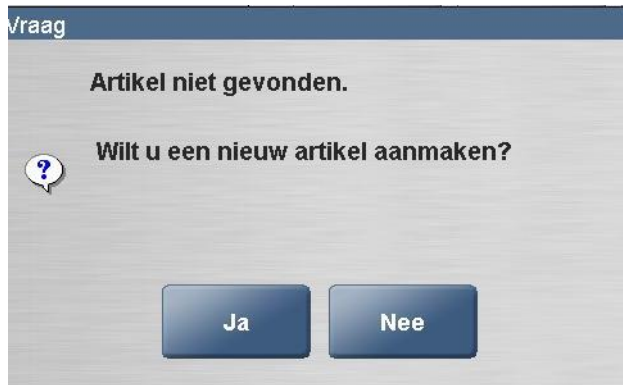 Vraag
Artikel niet gevonden.
Wilt u een nieuw artikel aanmaken?
?
Ja
Nee